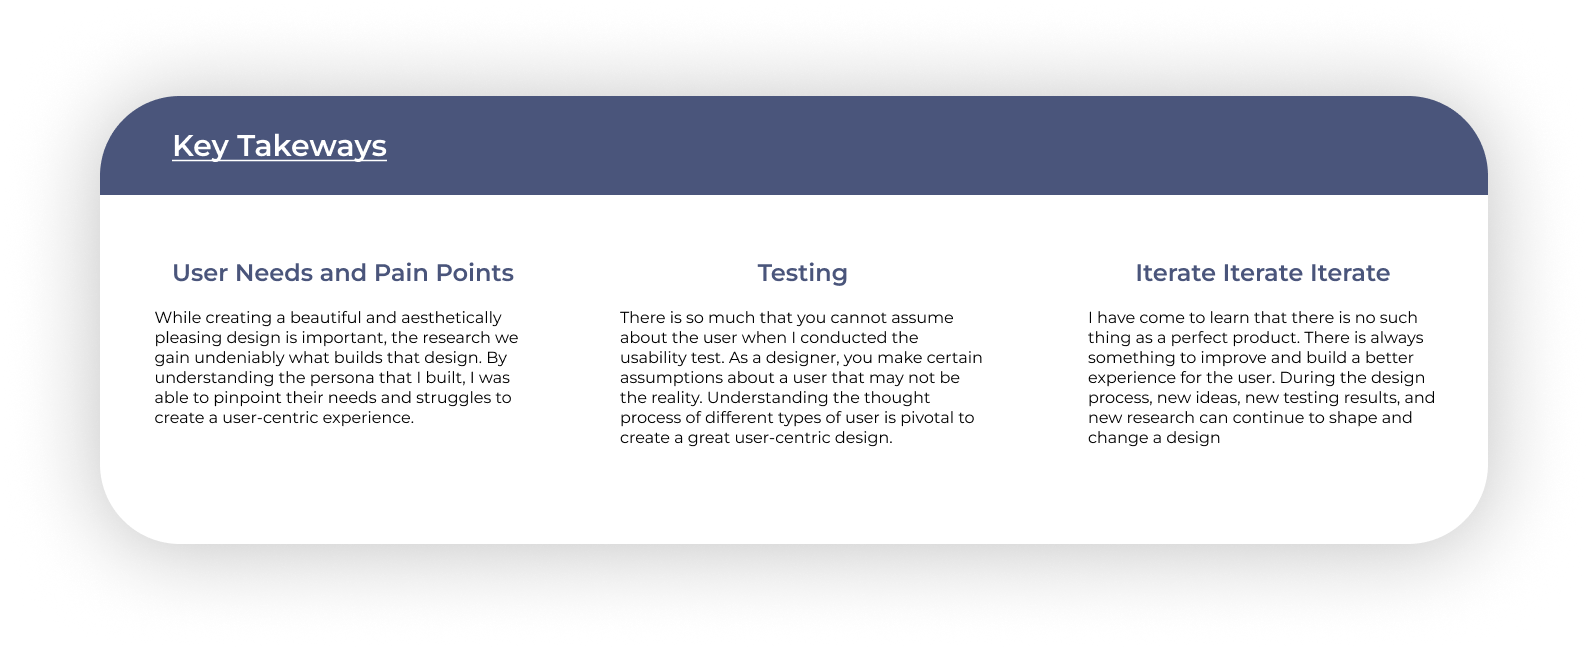 Key Takeways
User Needs and Pain Points
While creating a beautiful and aesthetically
pleasing design is important, the research we
gain undeniably what builds that design. By
understanding the persona that I built, I was
able to pinpoint their needs and struggles to
create a user-centric experience.
Testing
There is so much that you cannot assume
about the user when I conducted the
usability test. As a designer, you make certain
assumptions about a user that may not be
the reality. Understanding the thought
process of different types of user is pivotal to
create a great user-centric design.
Iterate Iterate Iterate
I have come to learn that there is no such
thing as a perfect product. There is always
something to improve and build a better
experience for the user. During the design
process, new ideas, new testing results, and
new research can continue to shape and
change a design